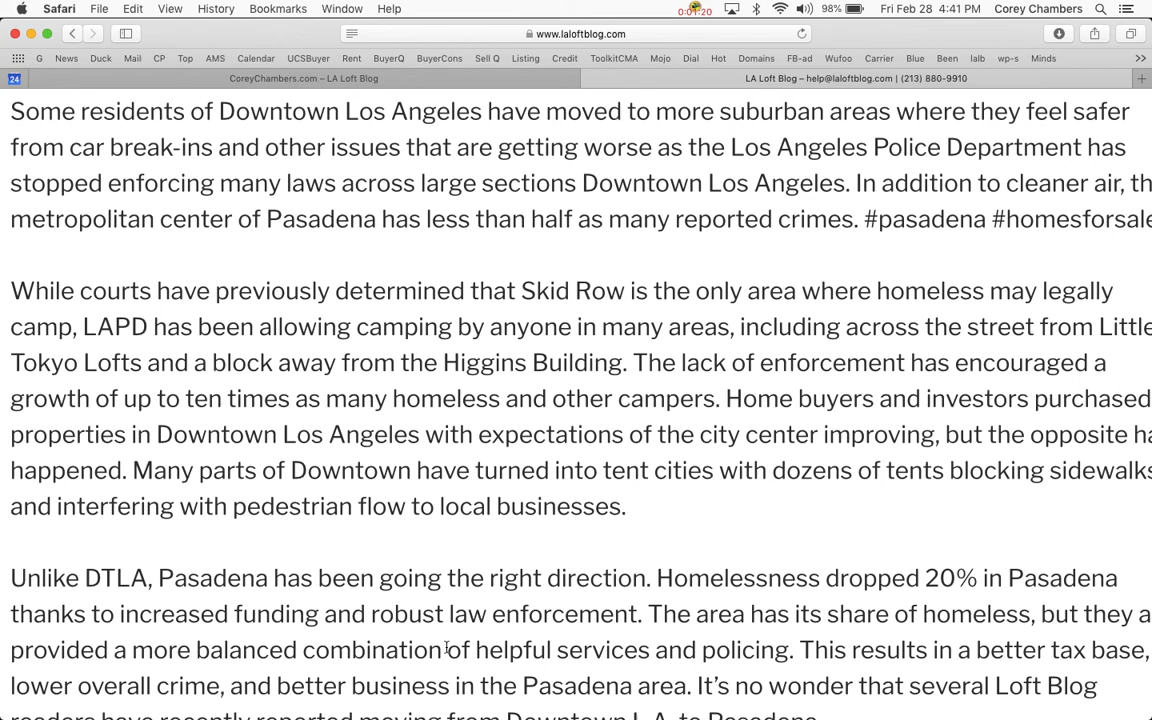 Safari File Edit View History Bookmarks Window Help 0:01:20 98% Fri Feb 28 4:41 PM Corey Chambers
www.laloftblog.com
G News Duck Mail CP Top AMS Calendar UCSBuyer Rent BuyerQ BuyerCons Sell Q Listing Credit ToolkitCMA Mojo Dial Hot Domains FB-ad Wufoo Carrier Blue Been lalb wp-s Minds
24 CoreyChambers.com – LA Loft Blog LA Loft Blog – help@laloftblog.com | (213) 880-9910
Some residents of Downtown Los Angeles have moved to more suburban areas where they feel safer
from car break-ins and other issues that are getting worse as the Los Angeles Police Department has
stopped enforcing many laws across large sections Downtown Los Angeles. In addition to cleaner air, th
metropolitan center of Pasadena has less than half as many reported crimes. #pasadena #homesforsale
While courts have previously determined that Skid Row is the only area where homeless may legally
camp, LAPD has been allowing camping by anyone in many areas, including across the street from Little
Tokyo Lofts and a block away from the Higgins Building. The lack of enforcement has encouraged a
growth of up to ten times as many homeless and other campers. Home buyers and investors purchased
properties in Downtown Los Angeles with expectations of the city center improving, but the opposite ha
happened. Many parts of Downtown have turned into tent cities with dozens of tents blocking sidewalks
and interfering with pedestrian flow to local businesses.
Unlike DTLA, Pasadena has been going the right direction. Homelessness dropped 20% in Pasadena
thanks to increased funding and robust law enforcement. The area has its share of homeless, but they a
provided a more balanced combination of helpful services and policing. This results in a better tax base,
lower overall crime, and better business in the Pasadena area. It’s no wonder that several Loft Blog
readers have recently reported moving from Downtown L.A. to Pasadena.